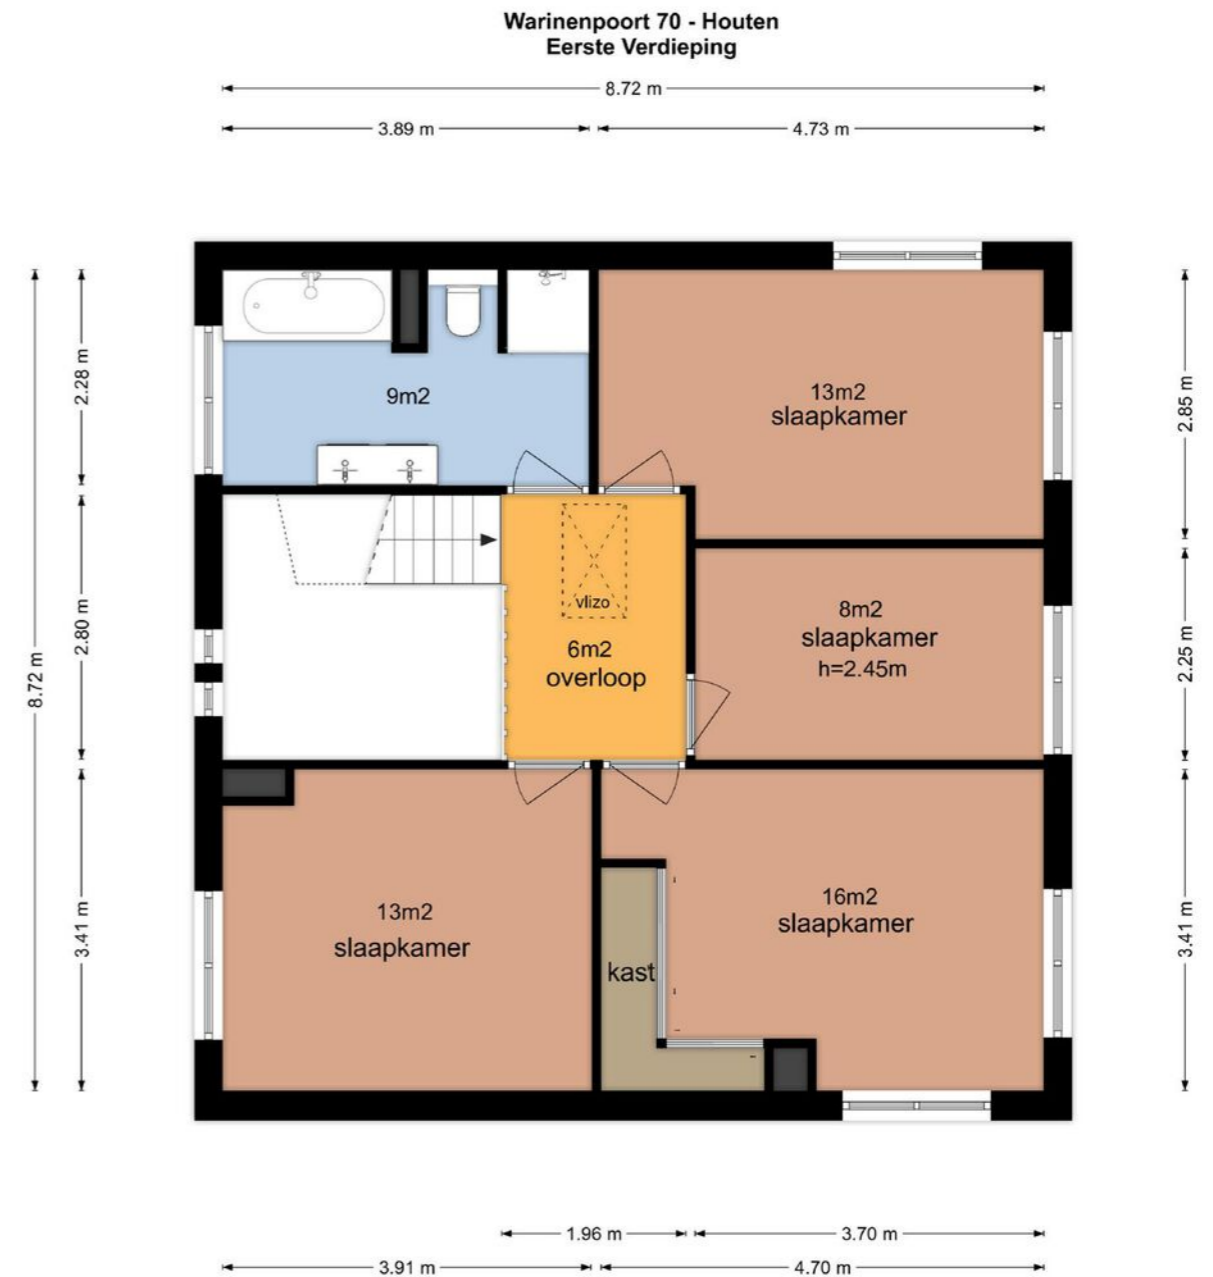 Warinenpoort 70 - Houten
Eerste Verdieping
8.72 m
3.89 m
4.73 m
8.72 m
2.28 m
2.80 m
3.41 m
9m2
13m2
slaapkamer
8m2
slaapkamer
h=2.45m
vlizo
6m2
overloop
13m2
slaapkamer
16m2
slaapkamer
kast
2.85 m
2.25 m
3.41 m
1.96 m
3.70 m
3.91 m
4.70 m